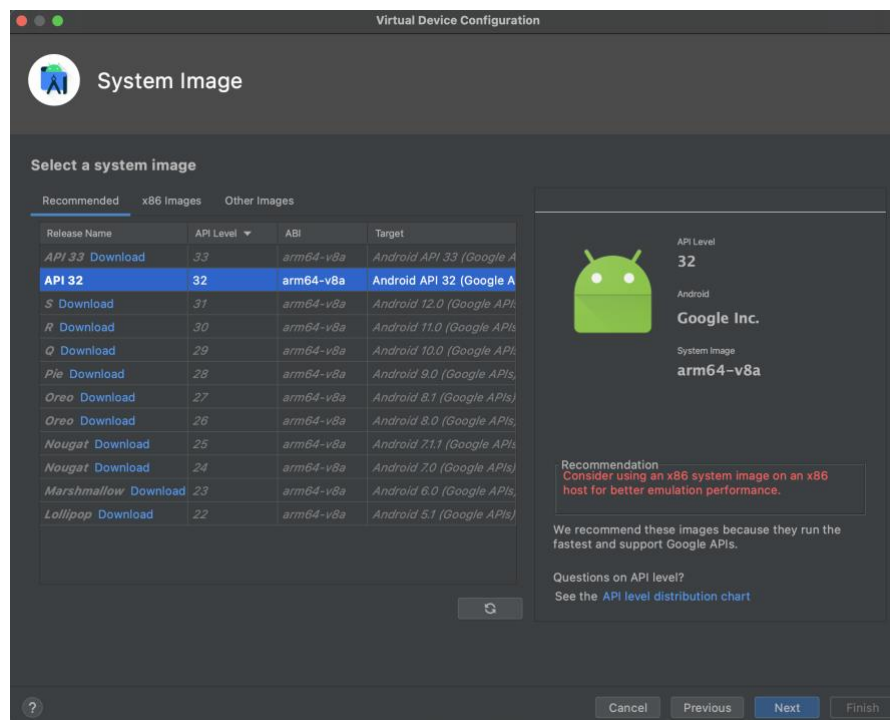 Virtual Device Configuration
System Image
Select a system image
Recommended x86 Images Other Images
Release Name API Level ABI Target
API 33 Download 33 arm64-v8a Android API 33 (Google A
API 32 32 arm64-v8a Android API 32 (Google A
S Download 31 arm64-v8a Android 12.0 (Google APIs
R Download 30 arm64-v8a Android 11.0 (Google APIs
Q Download 29 arm64-v8a Android 10.0 (Google APIs
Pie Download 28 arm64-v8a Android 9.0 (Google APIs)
Oreo Download 27 arm64-v8a Android 8.1 (Google APIs)
Oreo Download 26 arm64-v8a Android 8.0 (Google APIs)
Nougat Download 25 arm64-v8a Android 7.1.1 (Google APIs
Nougat Download 24 arm64-v8a Android 7.0 (Google APIs)
Marshmallow Download 23 arm64-v8a Android 6.0 (Google APIs)
Lollipop Download 22 arm64-v8a Android 5.1 (Google APIs)
API Level
32
Android
Google Inc.
System Image
arm64-v8a
Recommendation
Consider using an x86 system image on an x86
host for better emulation performance.
We recommend these images because they run the
fastest and support Google APIs.
Questions on API level?
See the API level distribution chart
? Cancel Previous Next Finish